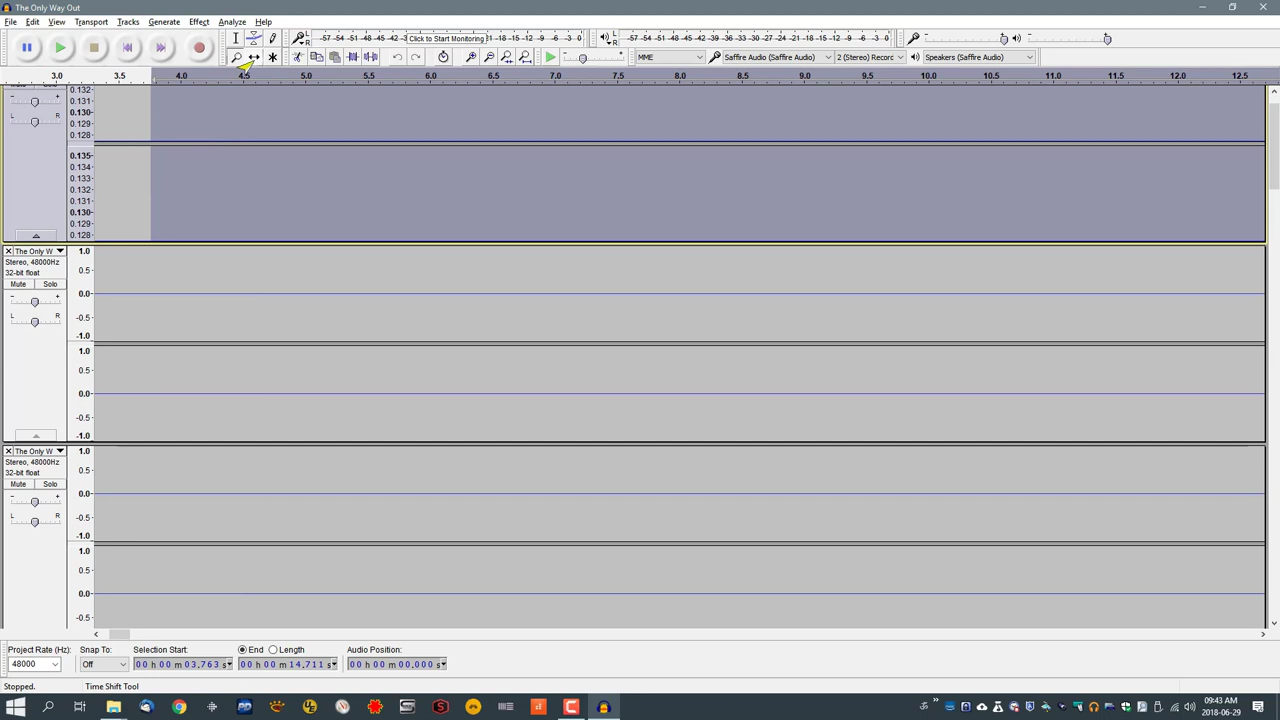 The Only Way Out
File Edit View Transport Tracks Generate Effect Analyze Help
L R -57 -54 -51 -48 -45 -42 - Click to Start Monitoring 8 -15 -12 -9 -6 -3 0 L R -57 -54 -51 -48 -45 -42 -39 -36 -33 -30 -27 -24 -21 -18 -15 -12 -9 -6 -3 0 - + - +
- + MME Saffire Audio (Saffire Audio) 2 (Stereo) Recorc Speakers (Saffire Audio)
3.0 3.5 4.0 4.5 5.0 5.5 6.0 6.5 7.0 7.5 8.0 8.5 9.0 9.5 10.0 10.5 11.0 11.5 12.0 12.5
- + 0.132
0.131
0.130
L R 0.129
0.128
0.135
0.134
0.133
0.132
0.131
0.130
0.129
0.128
The Only W 1.0
Stereo, 48000Hz
32-bit float 0.5
Mute Solo
- + 0.0
L R -0.5
-1.0
1.0
0.5
0.0
-0.5
-1.0
The Only W 1.0
Stereo, 48000Hz
32-bit float 0.5
Mute Solo
- + 0.0
L R -0.5
-1.0
1.0
0.5
0.0
-0.5
Project Rate (Hz): Snap To: Selection Start: End Length Audio Position:
48000 Off 00 h 00 m 03.763 s 00 h 00 m 14.711 s 00 h 00 m 00.000 s
Stopped. Time Shift Tool
09:43 AM
2018-06-29